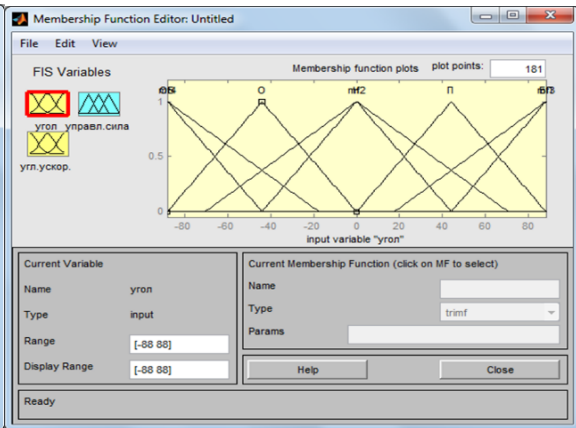 Membership Function Editor: Untitled
File Edit View
FIS Variables
Membership function plots plot points: 181
О П
1
0.5
0
угол управл.сила
угл.ускор.
-80 -60 -40 -20 0 20 40 60 80
input variable "угол"
Current Variable
Name угол
Type input
Range [-88 88]
Display Range [-88 88]
Current Membership Function (click on MF to select)
Name
Type trimf
Params
Help Close
Ready